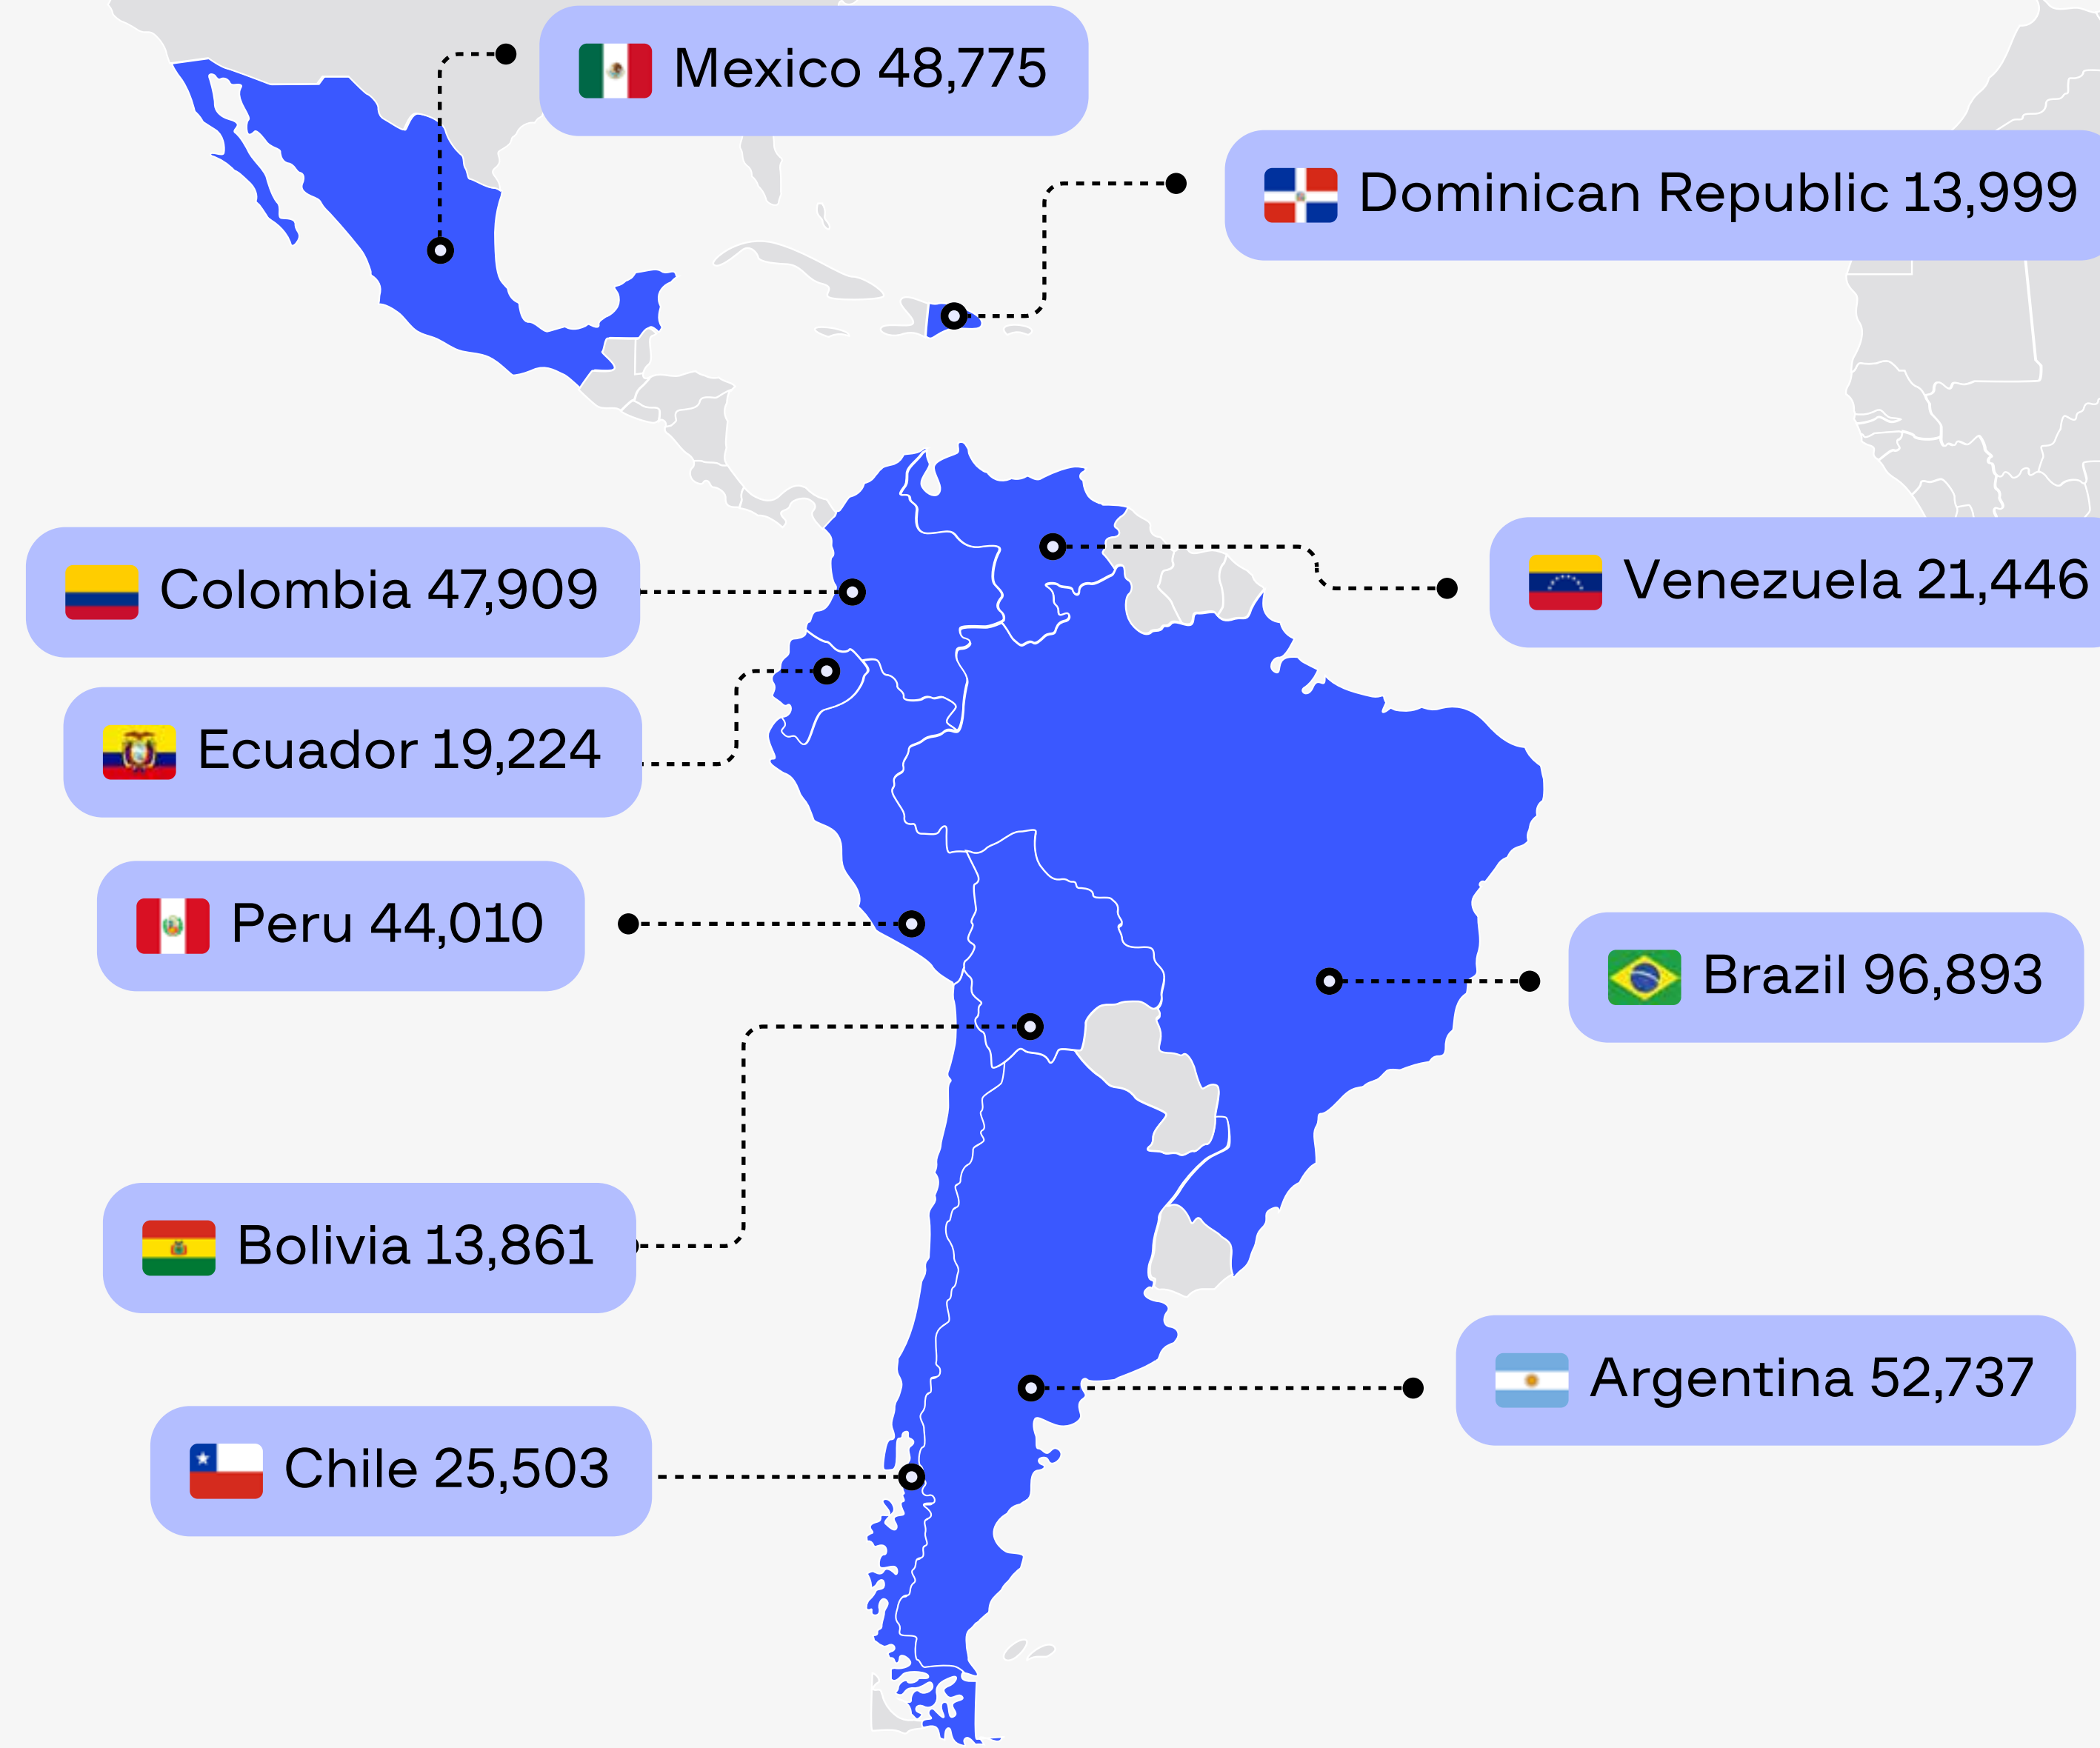 Mexico 48,775
Dominican Republic 13,999
Colombia 47,909
Venezuela 21,446
Ecuador 19,224
Peru 44,010
Brazil 96,893
Bolivia 13,861
Argentina 52,737
Chile 25,503